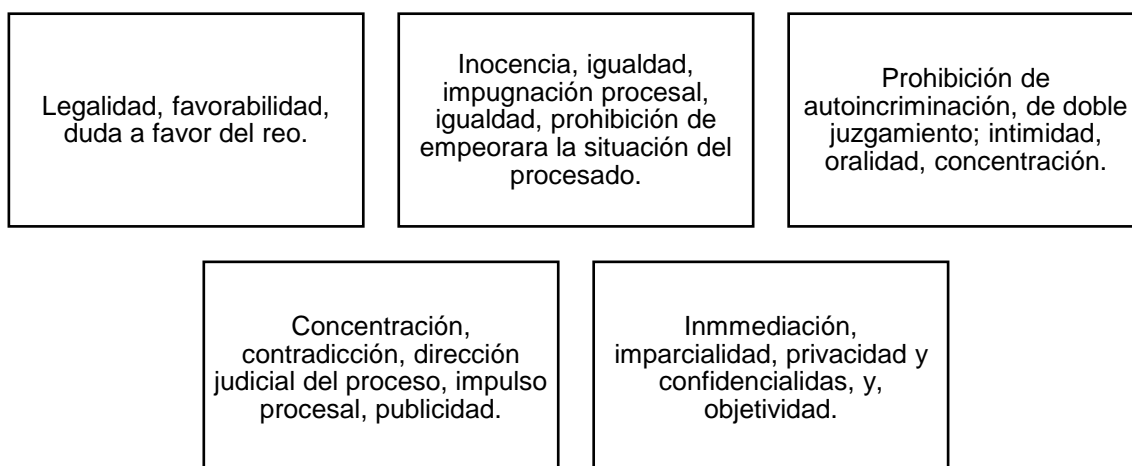 Legalidad, favorabilidad,
duda a favor del reo.
Inocencia, igualdad,
impugnación procesal,
igualdad, prohibición de
empeorara la situación del
procesado.
Prohibición de
autoincriminación, de doble
juzgamiento; intimidad,
oralidad, concentración.
Concentración,
contradicción, dirección
judicial del proceso, impulso
procesal, publicidad.
Inmmediación,
imparcialidad, privacidad y
confidencialidas, y,
objetividad.